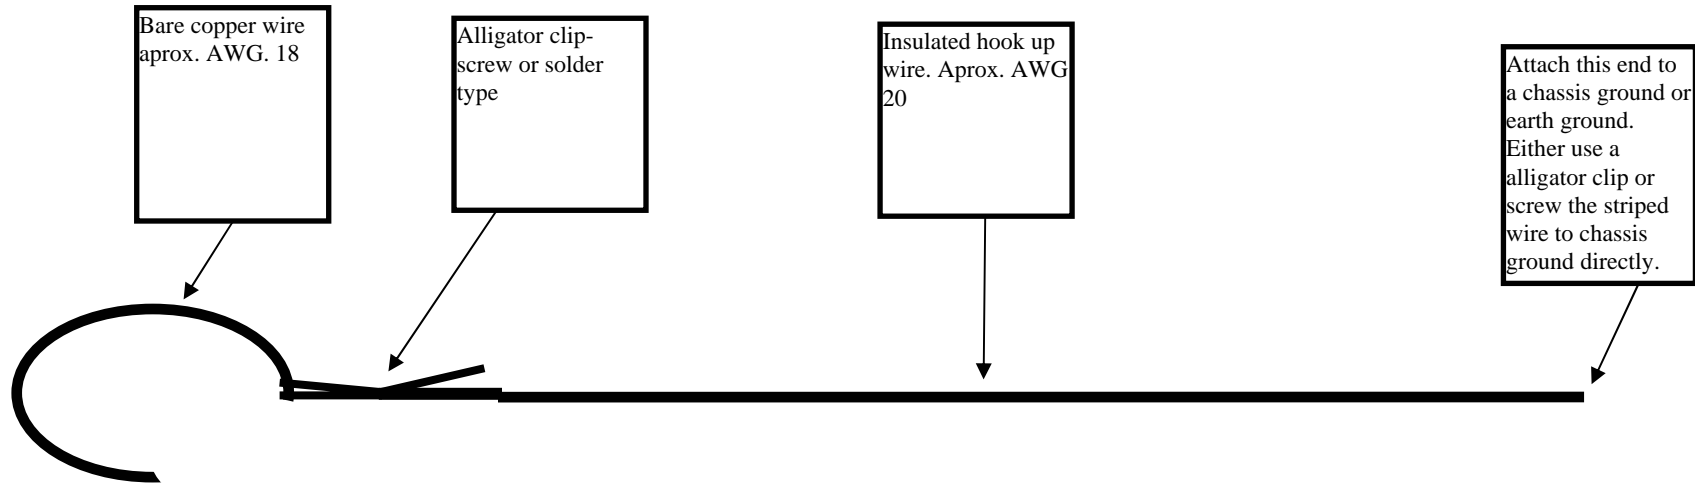 Bare copper wire
aprox. AWG. 18
Alligator clip-
screw or solder
type
Insulated hook up
wire. Aprox. AWG
20
Attach this end to
a chassis ground or
earth ground.
Either use a
alligator clip or
screw the striped
wire to chassis
ground directly.